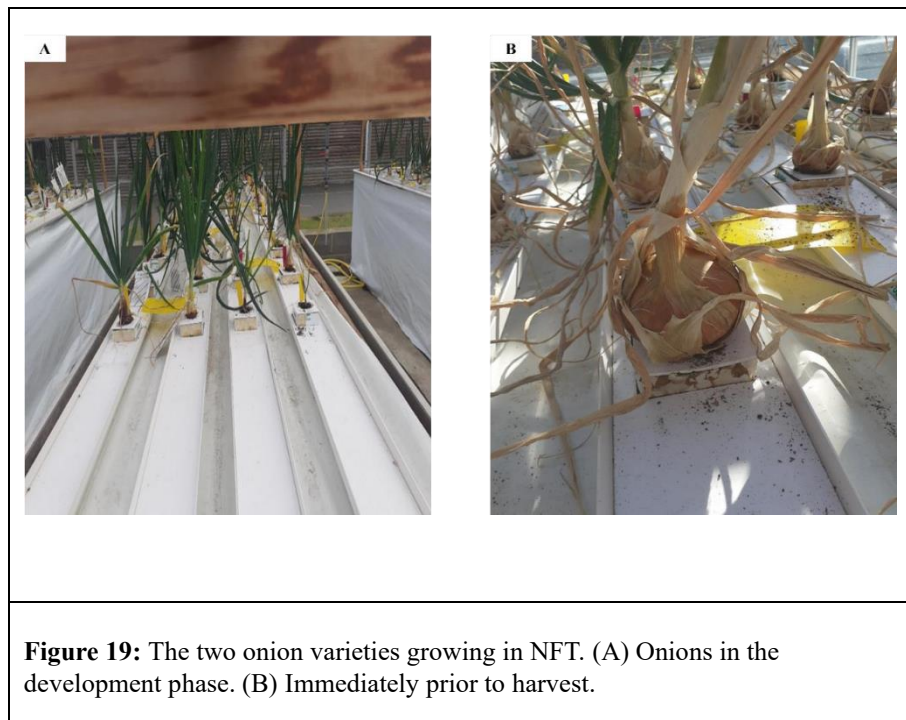 A
B
Figure 19: The two onion varieties growing in NFT. (A) Onions in the
development phase. (B) Immediately prior to harvest.